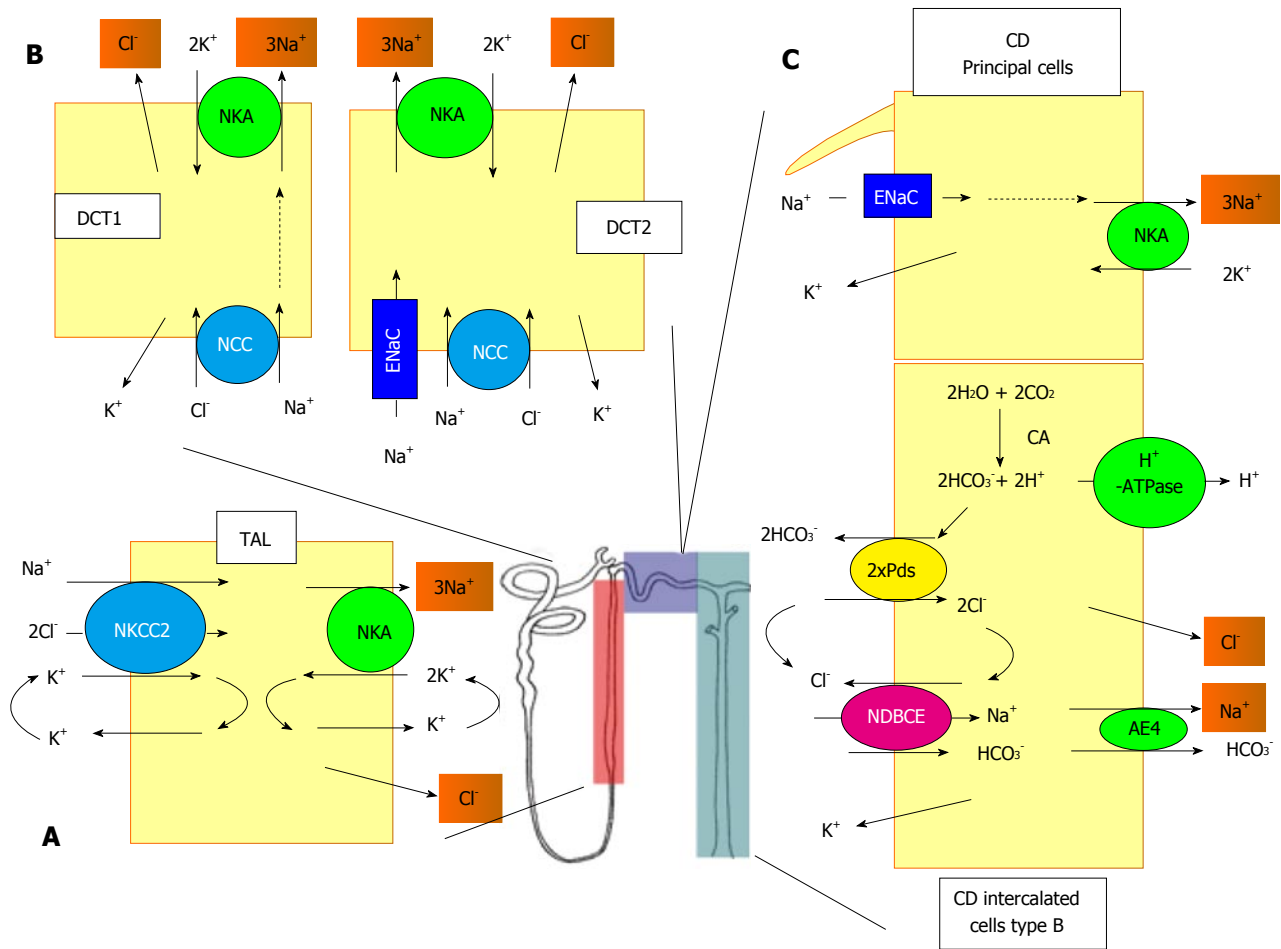 B
Cl⁻
2K⁺
3Na⁺
NKA
DCT1
NCC
K⁺
Cl⁻
Na⁺
3Na⁺
2K⁺
Cl⁻
NKA
DCT2
ENaC
NCC
Na⁺
Cl⁻
K⁺
Na⁺
C
CD
Principal cells
Na⁺
ENaC
3Na⁺
NKA
K⁺
2K⁺
2H₂O + 2CO₂
CA
2HCO₃⁻ + 2H⁺
H⁺
-ATPase
H⁺
2HCO₃⁻
2xPds
2Cl⁻
Cl⁻
Cl⁻
NDBCE
Na⁺
HCO₃⁻
AE4
Na⁺
HCO₃⁻
K⁺
CD intercalated
cells type B
TAL
Na⁺
3Na⁺
2Cl⁻
NKCC2
NKA
K⁺
2K⁺
K⁺
K⁺
Cl⁻
A